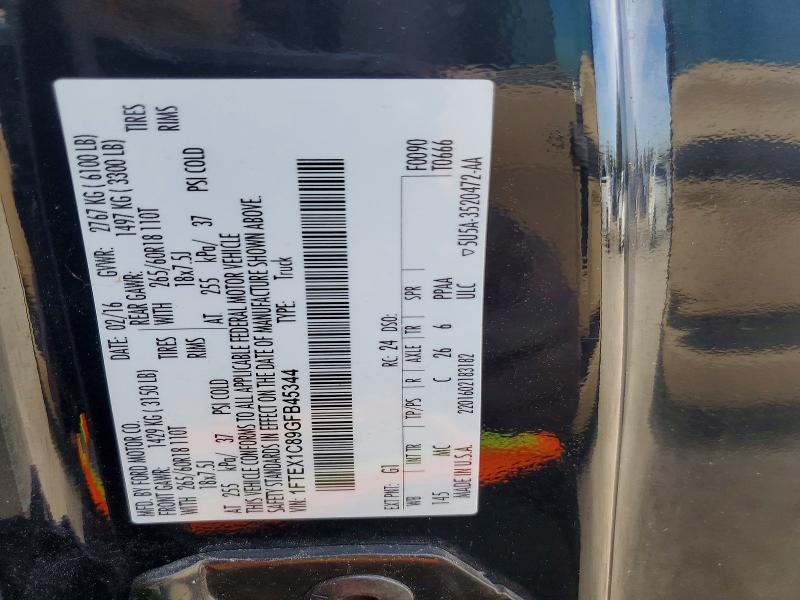 MFD. BY FORD MOTOR CO.
DATE: 02/16 GVWR: 2767 KG ( 6100 LB)
FRONT GAWR: 1429 KG ( 3150 LB) REAR GAWR: 1497 KG ( 3300 LB)
WITH 265/60R18 110T TIRES WITH 265/60R18 110T TIRES
18x7.5J RIMS 18x7.5J RIMS
AT 255 kPa/ 37 PSI COLD AT 255 kPa/ 37 PSI COLD
THIS VEHICLE CONFORMS TO ALL APPLICABLE FEDERAL MOTOR VEHICLE
SAFETY STANDARDS IN EFFECT ON THE DATE OF MANUFACTURE SHOWN ABOVE.
VIN: 1FTEX1C89GFB45344 TYPE: Truck
F0090
EXT PNT: G1 RC: 24 DSO: T0666
WB INT TR TP/PS R AXLE TR SPR
145 MC C 26 6 PPAA
MADE IN U.S.A. 2201602183182 ULC ▽5U5A-3520472-AA